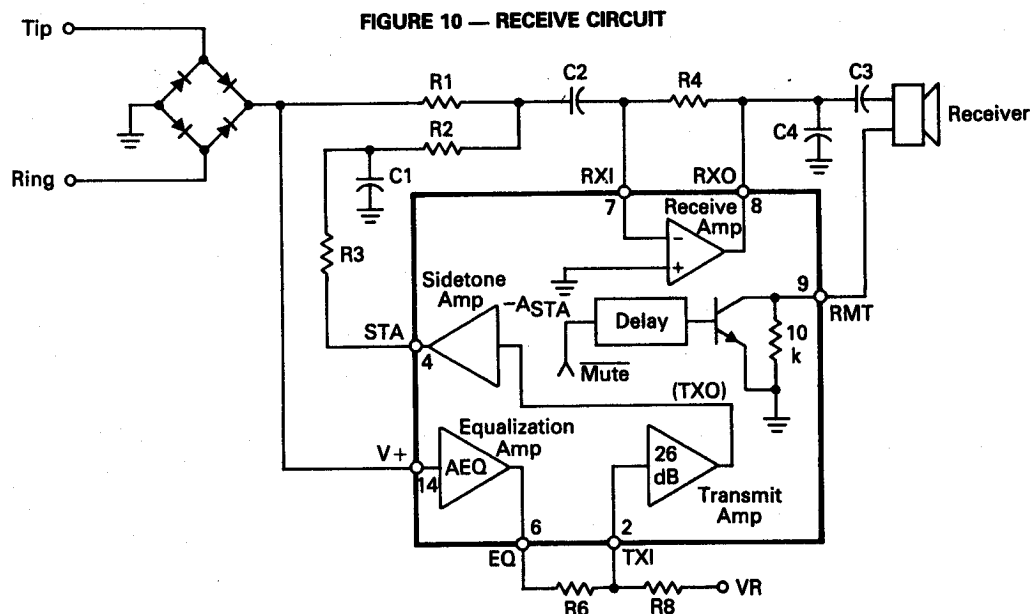 FIGURE 10 — RECEIVE CIRCUIT
Tip
Ring
R1
C2
R4
C3
Receiver
R2
C4
C1
RXI
RXO
7
8
Receive
Amp
−
+
R3
Sidetone
Amp
−ASTA
9
RMT
Delay
10
k
Mute
STA
4
(TXO)
Equalization
Amp
V+
14
AEQ
26
dB
Transmit
Amp
6
2
EQ
TXI
R6
R8
VR